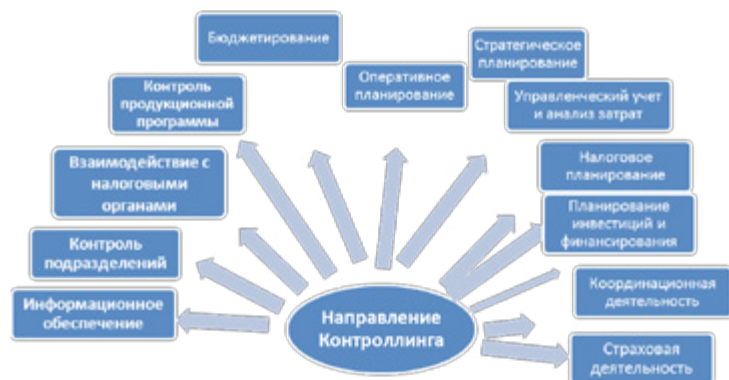 Бюджетирование
Стратегическое
планирование
Оперативное
планирование
Контроль
продукционной
программы
Управленческий учет
и анализ затрат
Взаимодействие с
налоговыми
органами
Налоговое
планирование
Планирование
инвестиций и
финансирования
Контроль
подразделений
Координационная
деятельность
Информационное
обеспечение
Направление
Контроллинга
Страховая
деятельность